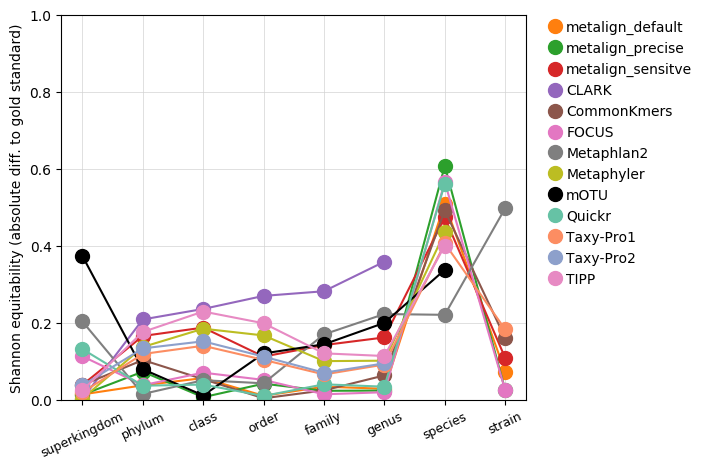 Shannon equitability (absolute diff. to gold standard)
1.0
0.8
0.6
0.4
0.2
0.0
superkingdom
phylum
class
order
family
genus
species
strain
metalign_default
metalign_precise
metalign_sensitve
CLARK
CommonKmers
FOCUS
Metaphlan2
Metaphyler
mOTU
Quickr
Taxy-Pro1
Taxy-Pro2
TIPP